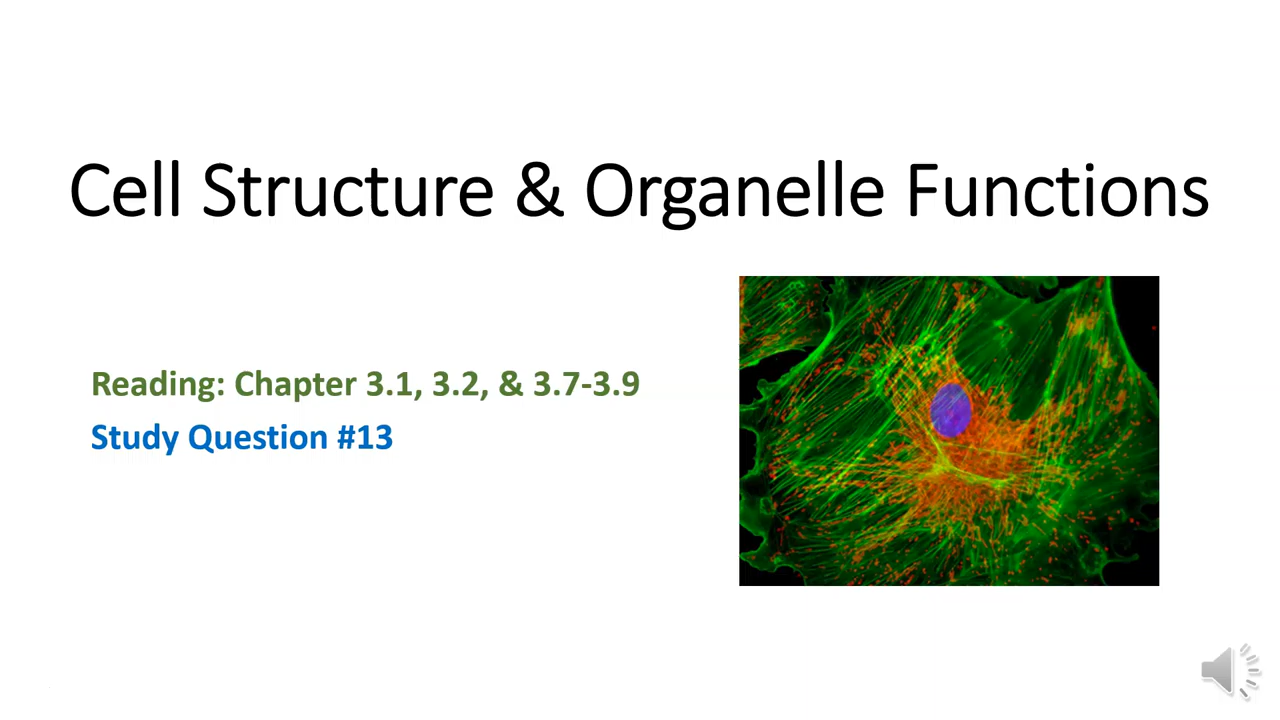 Cell Structure & Organelle Functions
Reading: Chapter 3.1, 3.2, & 3.7-3.9
Study Question #13